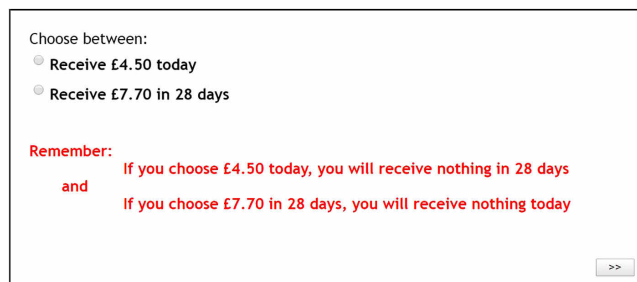 Choose between:
Receive £4.50 today
Receive £7.70 in 28 days
Remember:
If you choose £4.50 today, you will receive nothing in 28 days
and
If you choose £7.70 in 28 days, you will receive nothing today
>>